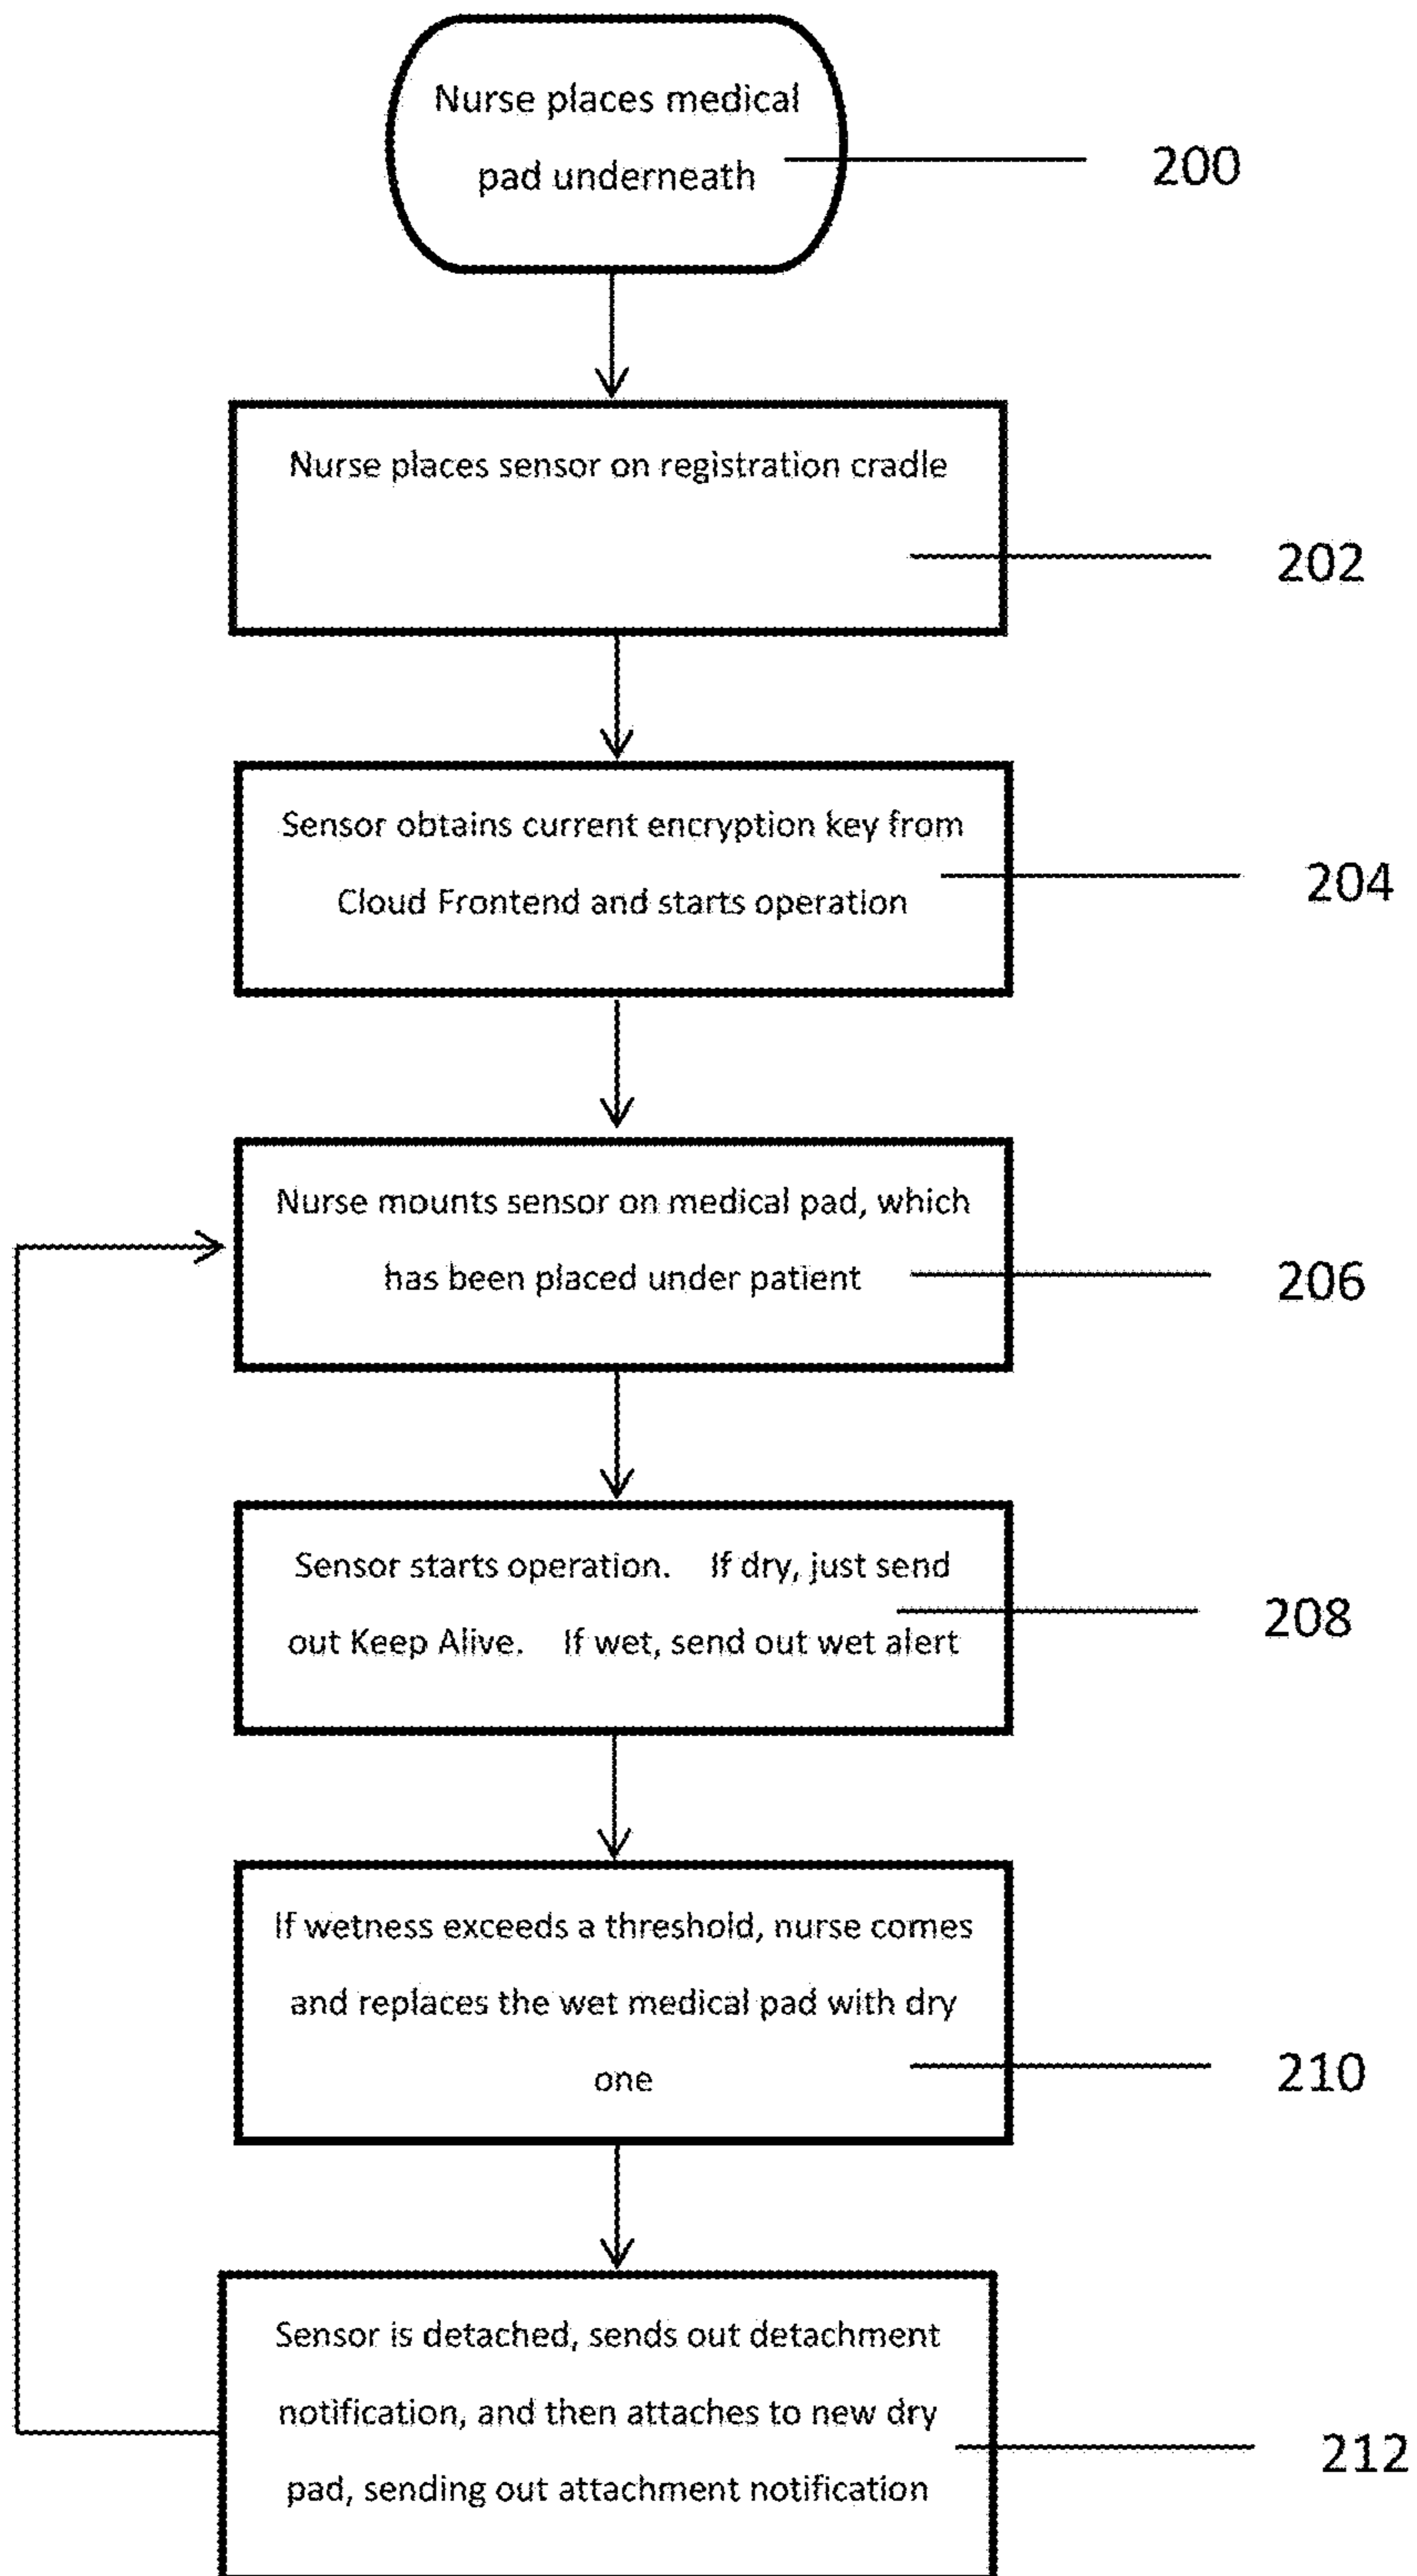 Nurse places medical
pad underneath
200
Nurse places sensor on registration cradle
202
Sensor obtains current encryption key from
Cloud Frontend and starts operation
204
Nurse mounts sensor on medical pad, which
has been placed under patient
206
Sensor starts operation. If dry, just send
out Keep Alive. If wet, send out wet alert
208
If wetness exceeds a threshold, nurse comes
and replaces the wet medical pad with dry
one
210
Sensor is detached, sends out detachment
notification, and then attaches to new dry
pad, sending out attachment notification
212